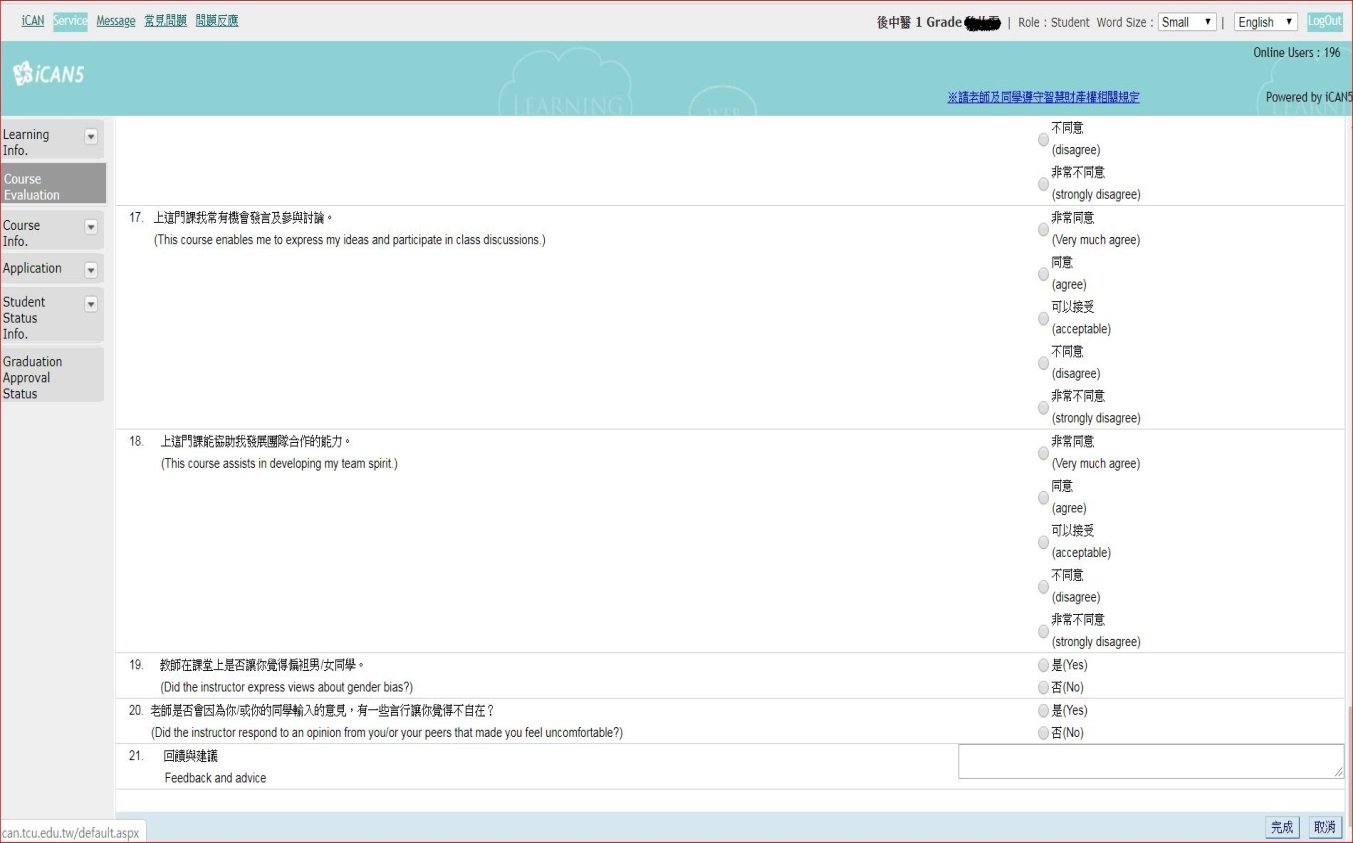 iCAN Service Message 常見問題 問題反應
後中醫 1 Grade | Role : Student Word Size : Small | English LogOut
Online Users : 196
iCAN5
LEARNING
WEB
LEARNING
※請老師及同學遵守智慧財產權相關規定
Powered by iCAN5
Learning
Info.
Course
Evaluation
Course
Info.
Application
Student
Status
Info.
Graduation
Approval
Status
不同意
(disagree)
非常不同意
(strongly disagree)
17. 上這門課我常有機會發言及參與討論。
(This course enables me to express my ideas and participate in class discussions.)
非常同意
(Very much agree)
同意
(agree)
可以接受
(acceptable)
不同意
(disagree)
非常不同意
(strongly disagree)
18. 上這門課能協助我發展團隊合作的能力。
(This course assists in developing my team spirit.)
非常同意
(Very much agree)
同意
(agree)
可以接受
(acceptable)
不同意
(disagree)
非常不同意
(strongly disagree)
19. 教師在課堂上是否讓你覺得偏袒男/女同學。
(Did the instructor express views about gender bias?)
是(Yes)
否(No)
20. 老師是否會因為你/或你的同學輸入的意見，有一些言行讓你覺得不自在？
(Did the instructor respond to an opinion from you/or your peers that made you feel uncomfortable?)
是(Yes)
否(No)
21. 回饋與建議
Feedback and advice
完成 取消
can.tcu.edu.tw/default.aspx